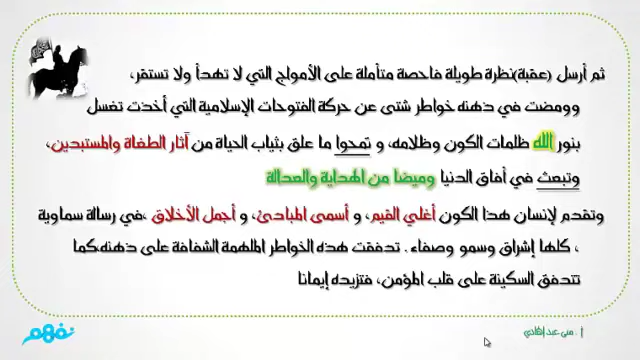 ثم أرسل (عقبة)نظرة طويلة فاحصة متأملة على الأمواج التي لا تهدأ ولا تستقر،
وومضت في ذهنه خواطر شتى عن حركة الفتوحات الإسلامية التي أخذت تغسل
بنور الله ظلمات الكون وظلامه، و تمحوا ما علق بثياب الحياة من آثار الطغاة والمستبدين،
وتبعث في آفاق الدنيا وميضا من الهداية والعدالة
وتقدم لإنسان هذا الكون أغلي القيم، و أسمى المبادئ، و أجمل الأخلاق ،في رسالة سماوية
، كلها إشراق وسمو وصفاء. تدفقت هذه الخواطر الملهمة الشفافة على ذهنه،كما
تتدفق السكينة على قلب المؤمن، فتزيده إيمانا
أ. منى عبد الهادي
نفهم